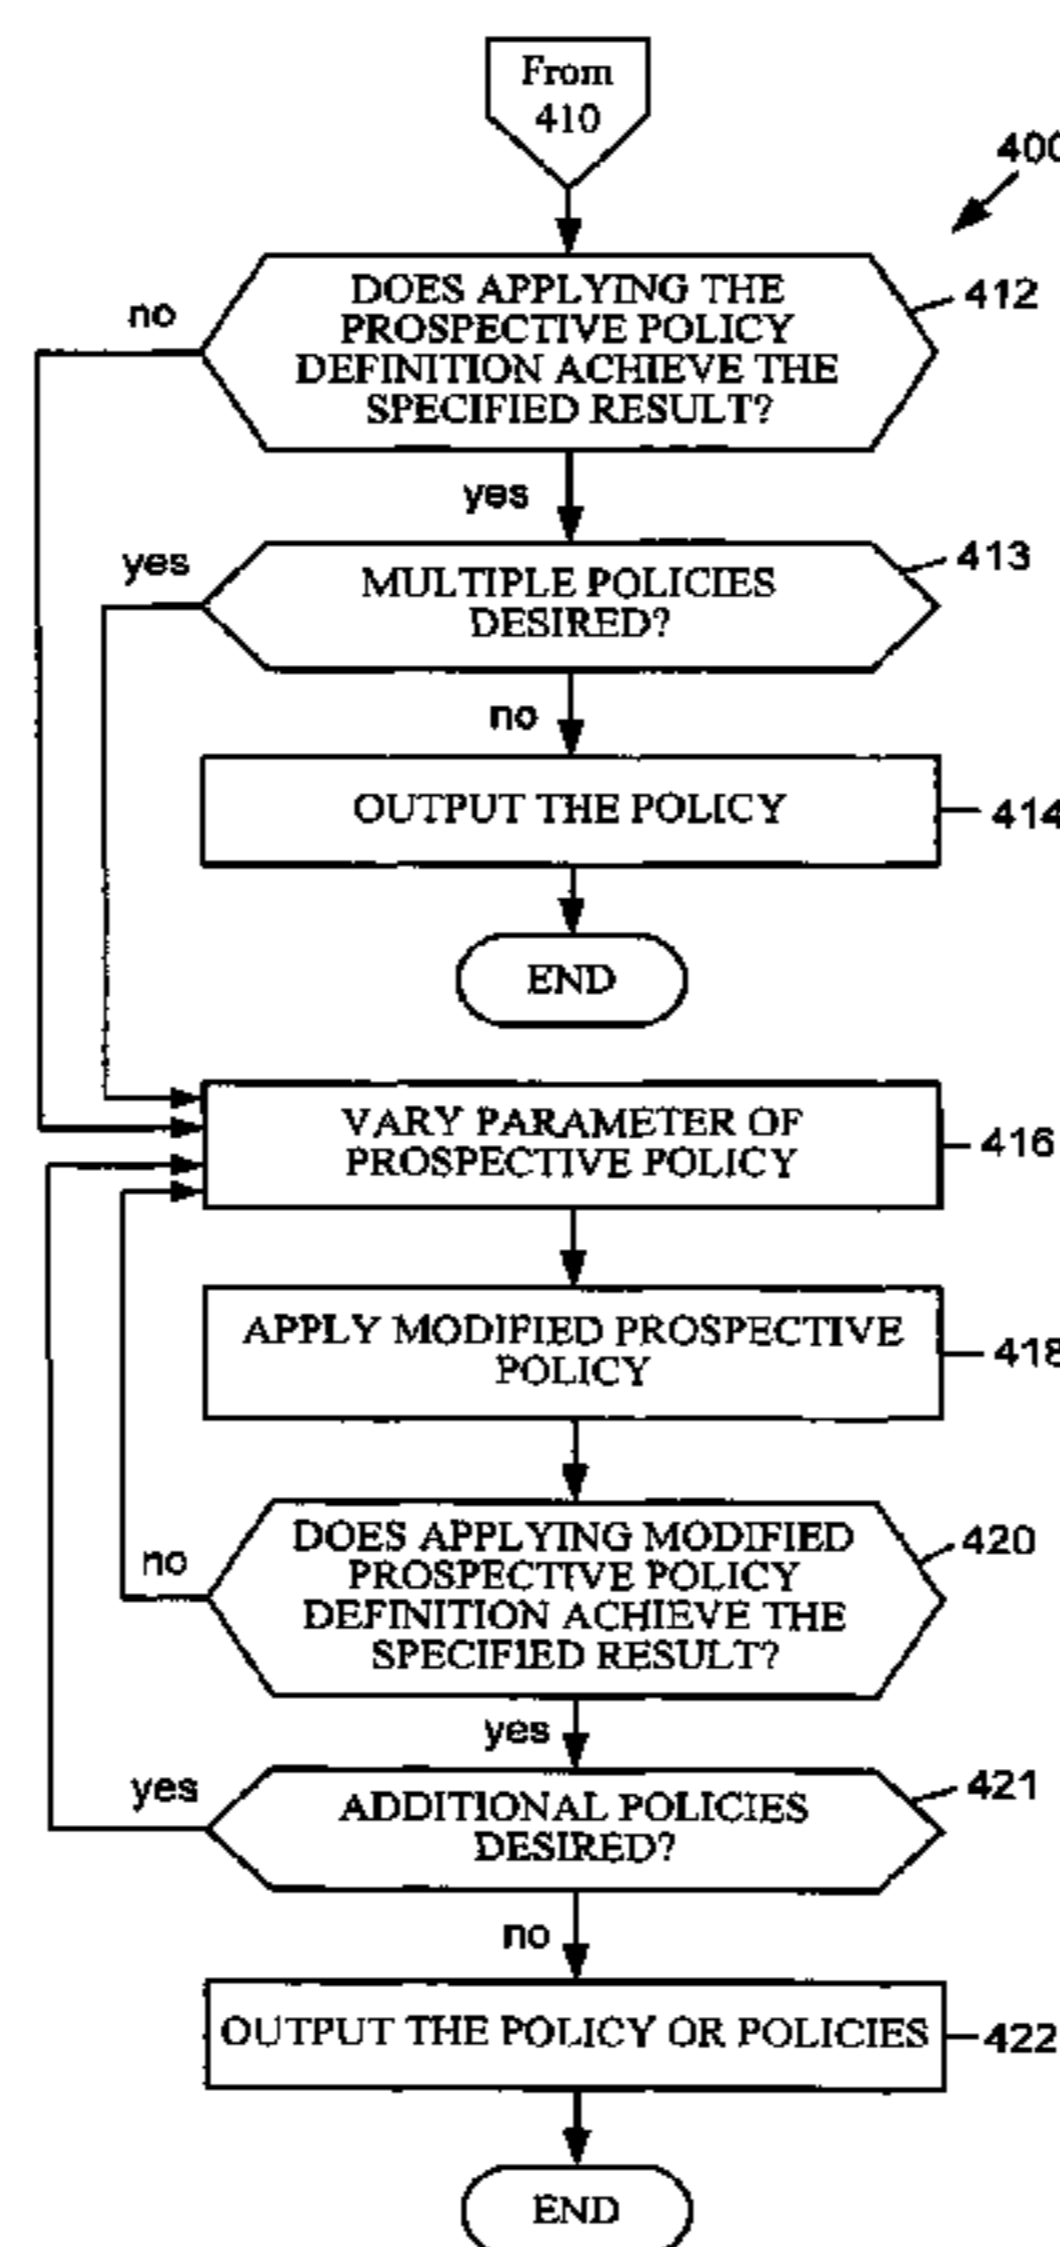 From
410
400
DOES APPLYING THE
PROSPECTIVE POLICY
DEFINITION ACHIEVE THE
SPECIFIED RESULT?
412
no
yes
MULTIPLE POLICIES
DESIRED?
413
yes
no
OUTPUT THE POLICY
414
END
VARY PARAMETER OF
PROSPECTIVE POLICY
416
APPLY MODIFIED PROSPECTIVE
POLICY
418
DOES APPLYING MODIFIED
PROSPECTIVE POLICY
DEFINITION ACHIEVE THE
SPECIFIED RESULT?
420
no
yes
ADDITIONAL POLICIES
DESIRED?
421
yes
no
OUTPUT THE POLICY OR POLICIES
422
END